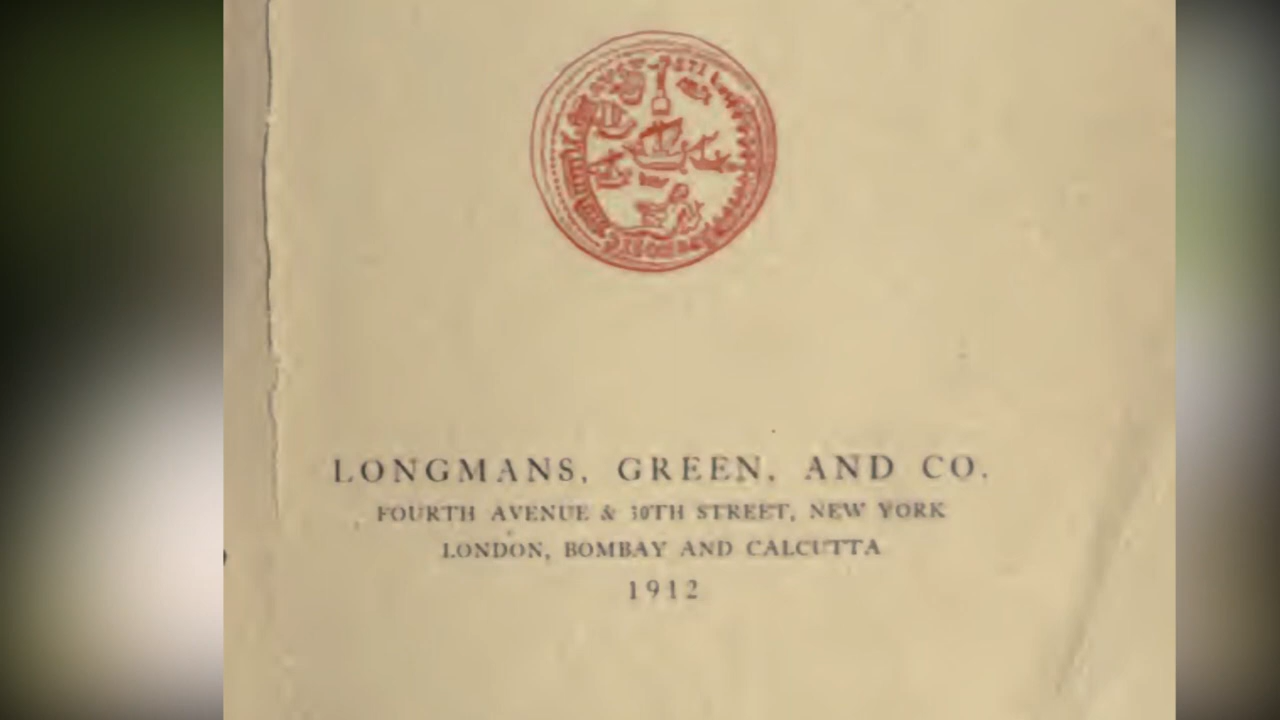 LONGMANS, GREEN, AND CO.
FOURTH AVENUE & 30TH STREET, NEW YORK
LONDON, BOMBAY AND CALCUTTA
1912